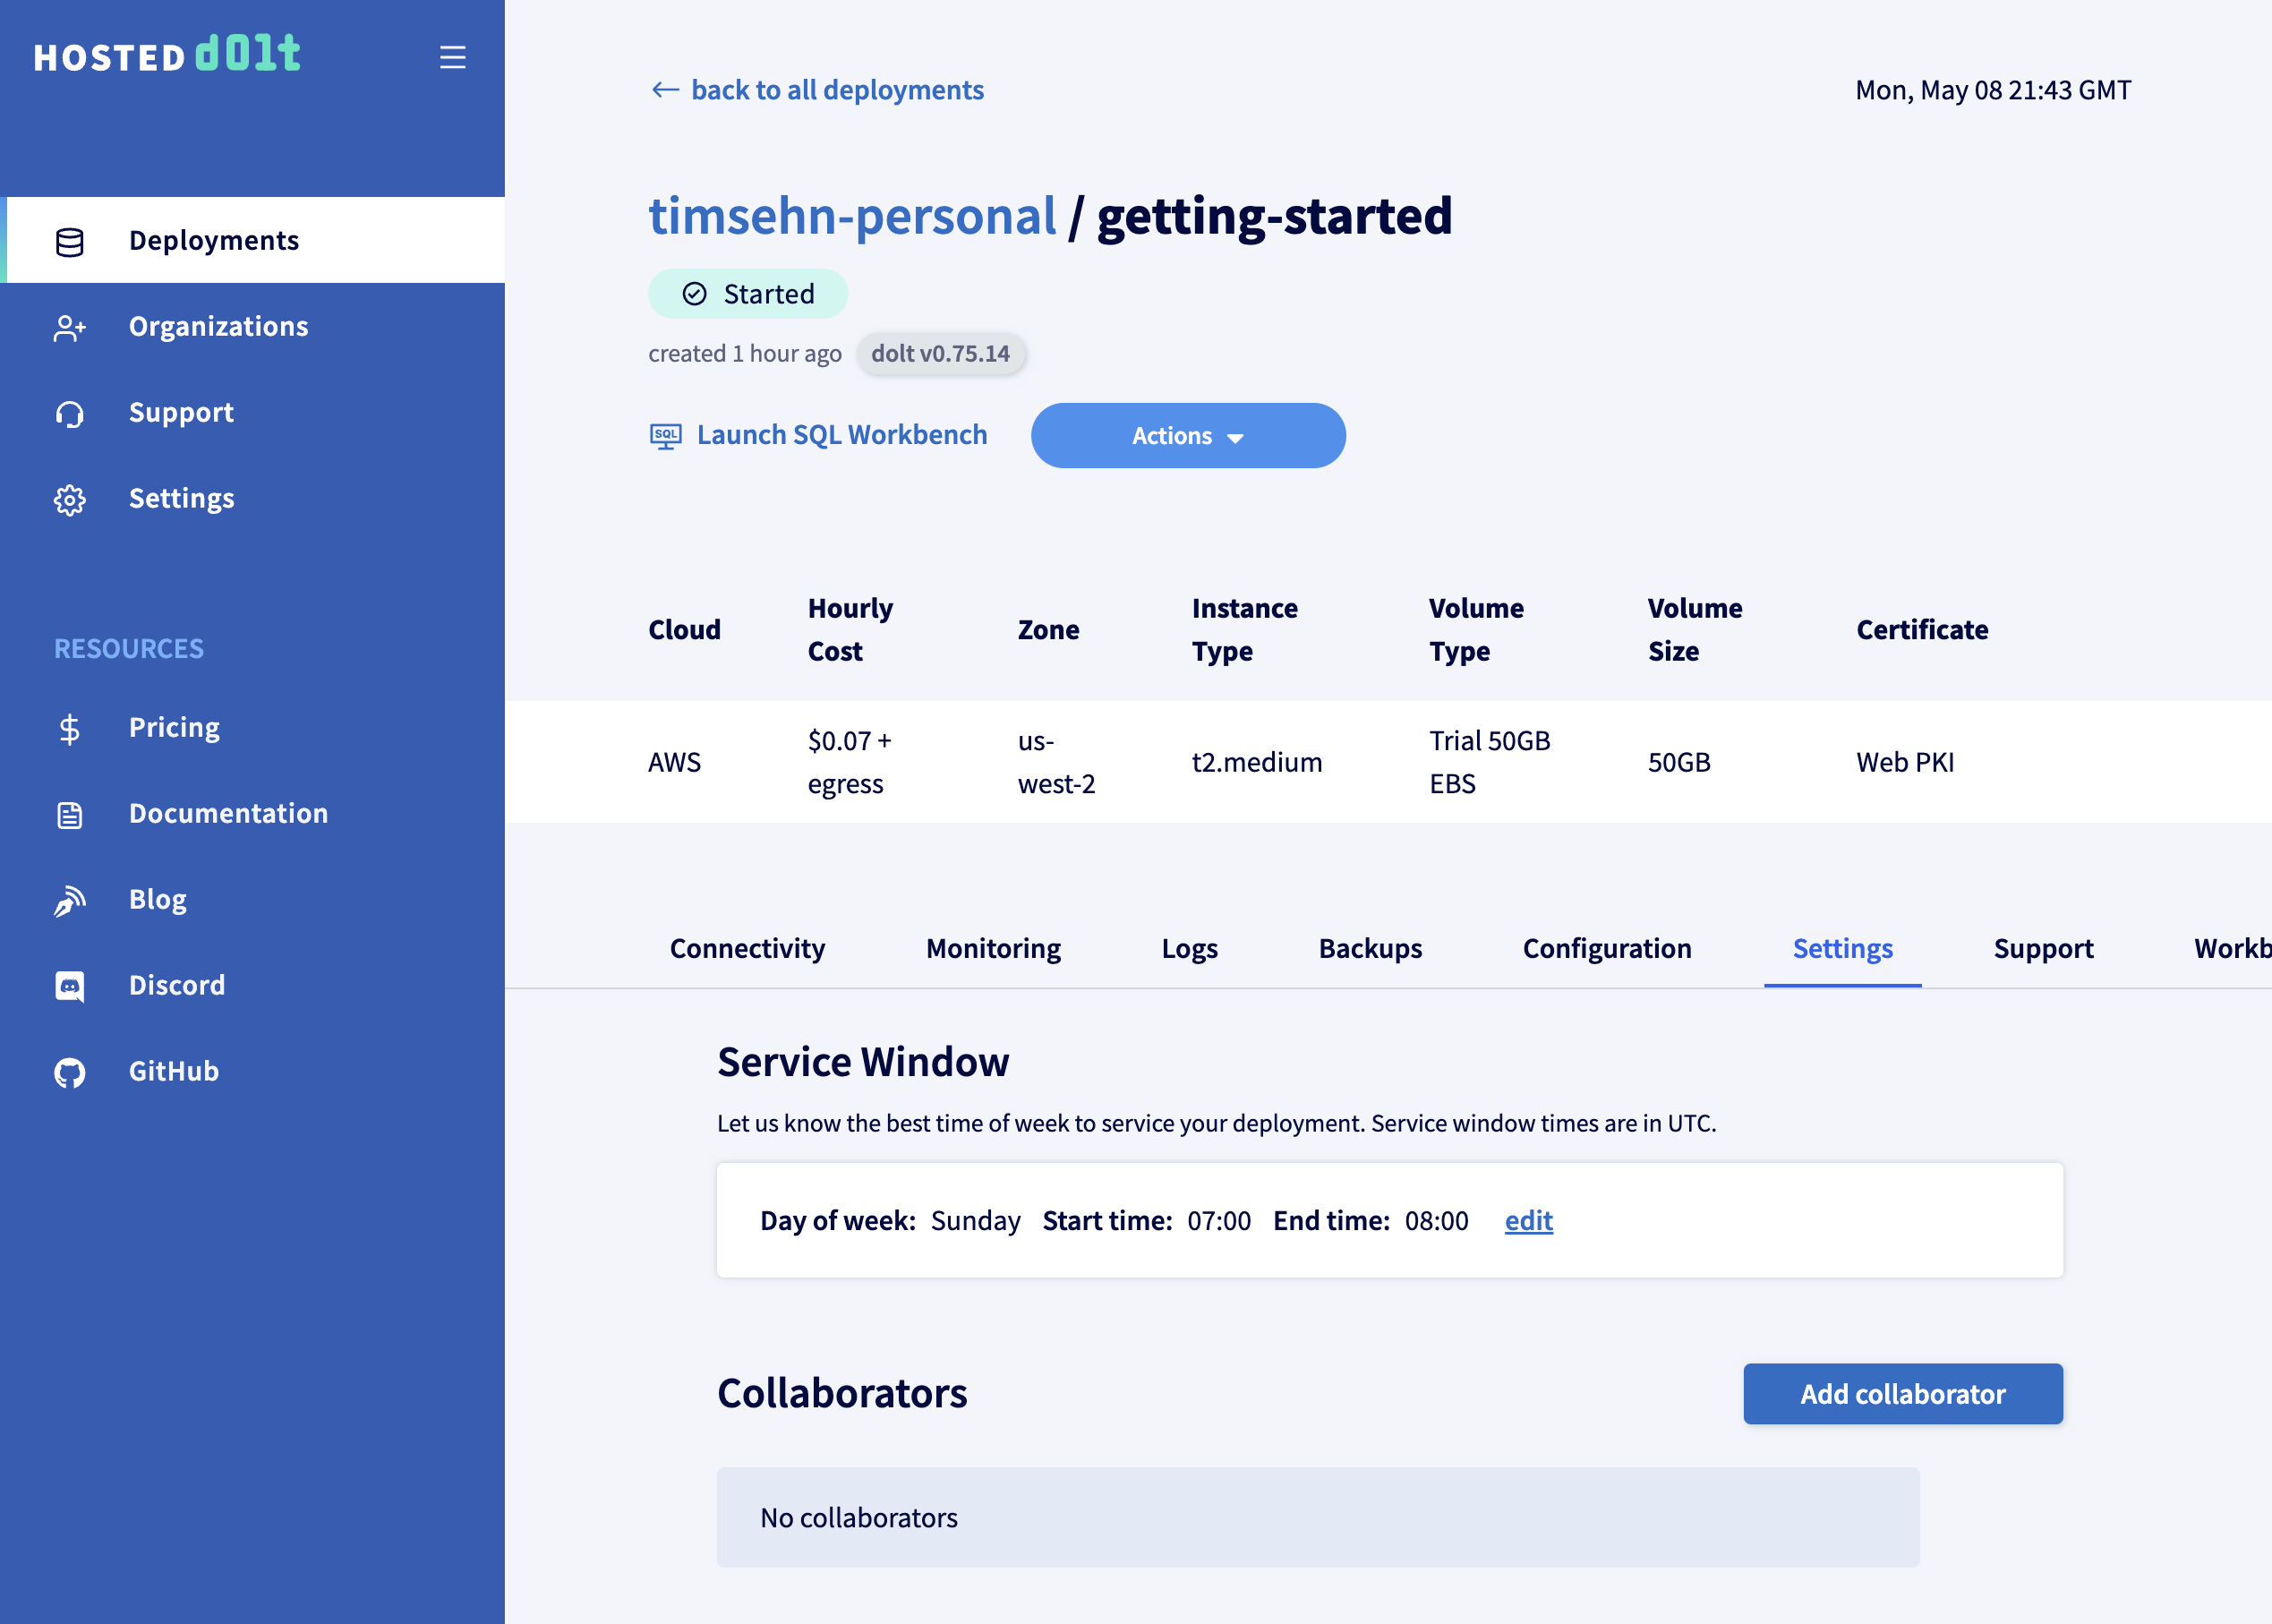 HOSTED dolt
Deployments
Organizations
Support
Settings
RESOURCES
Pricing
Documentation
Blog
Discord
GitHub
back to all deployments
Mon, May 08 21:43 GMT
timsehn-personal / getting-started
Started
created 1 hour ago dolt v0.75.14
SQL Launch SQL Workbench Actions
Cloud Hourly Cost Zone Instance Type Volume Type Volume Size Certificate
AWS $0.07 + egress us-west-2 t2.medium Trial 50GB EBS 50GB Web PKI
Connectivity Monitoring Logs Backups Configuration Settings Support Workb
Service Window
Let us know the best time of week to service your deployment. Service window times are in UTC.
Day of week: Sunday Start time: 07:00 End time: 08:00 edit
Collaborators
Add collaborator
No collaborators